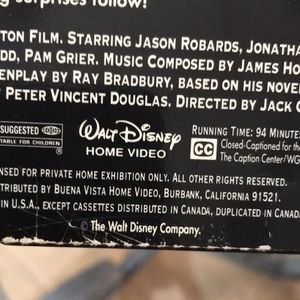 g surprises follow!
TON FILM. STARRING JASON ROBARDS, JONATHA
DD, PAM GRIER. MUSIC COMPOSED BY JAMES HO
ENPLAY BY RAY BRADBURY, BASED ON HIS NOVE
Y PETER VINCENT DOUGLAS. DIRECTED BY JACK C
SUGGESTED
TABLE FOR CHILDREN
WALT DISNEY
HOME VIDEO
RUNNING TIME: 94 MINUTE
CC
Closed-Captioned for the
The Caption Center/WG
NSED FOR PRIVATE HOME EXHIBITION ONLY. ALL OTHER RIGHTS RESERVED.
TRIBUTED BY BUENA VISTA HOME VIDEO, BURBANK, CALIFORNIA 91521.
IN U.S.A., EXCEPT CASSETTES DISTRIBUTED IN CANADA, DUPLICATED IN CANADA
© The Walt Disney Company.